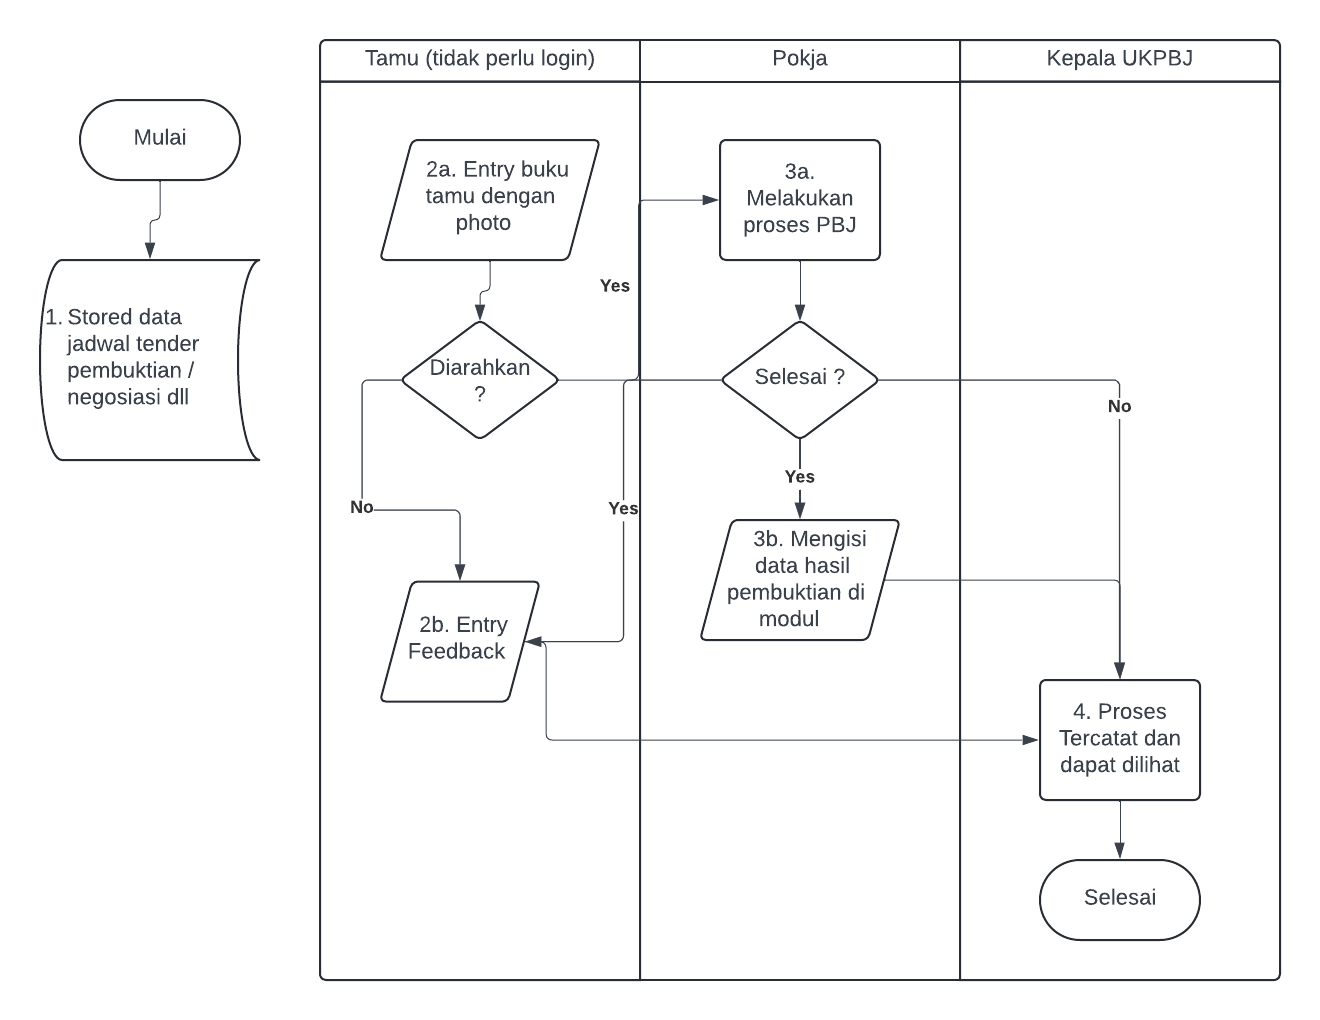 Tamu (tidak perlu login)
Pokja
Kepala UKPBJ
Mulai
1. Stored data
jadwal tender
pembuktian /
negosiasi dll
2a. Entry buku
tamu dengan
photo
Yes
Diarahkan
?
No
Yes
2b. Entry
Feedback
3a.
Melakukan
proses PBJ
Selesai ?
Yes
3b. Mengisi
data hasil
pembuktian di
modul
No
4. Proses
Tercatat dan
dapat dilihat
Selesai